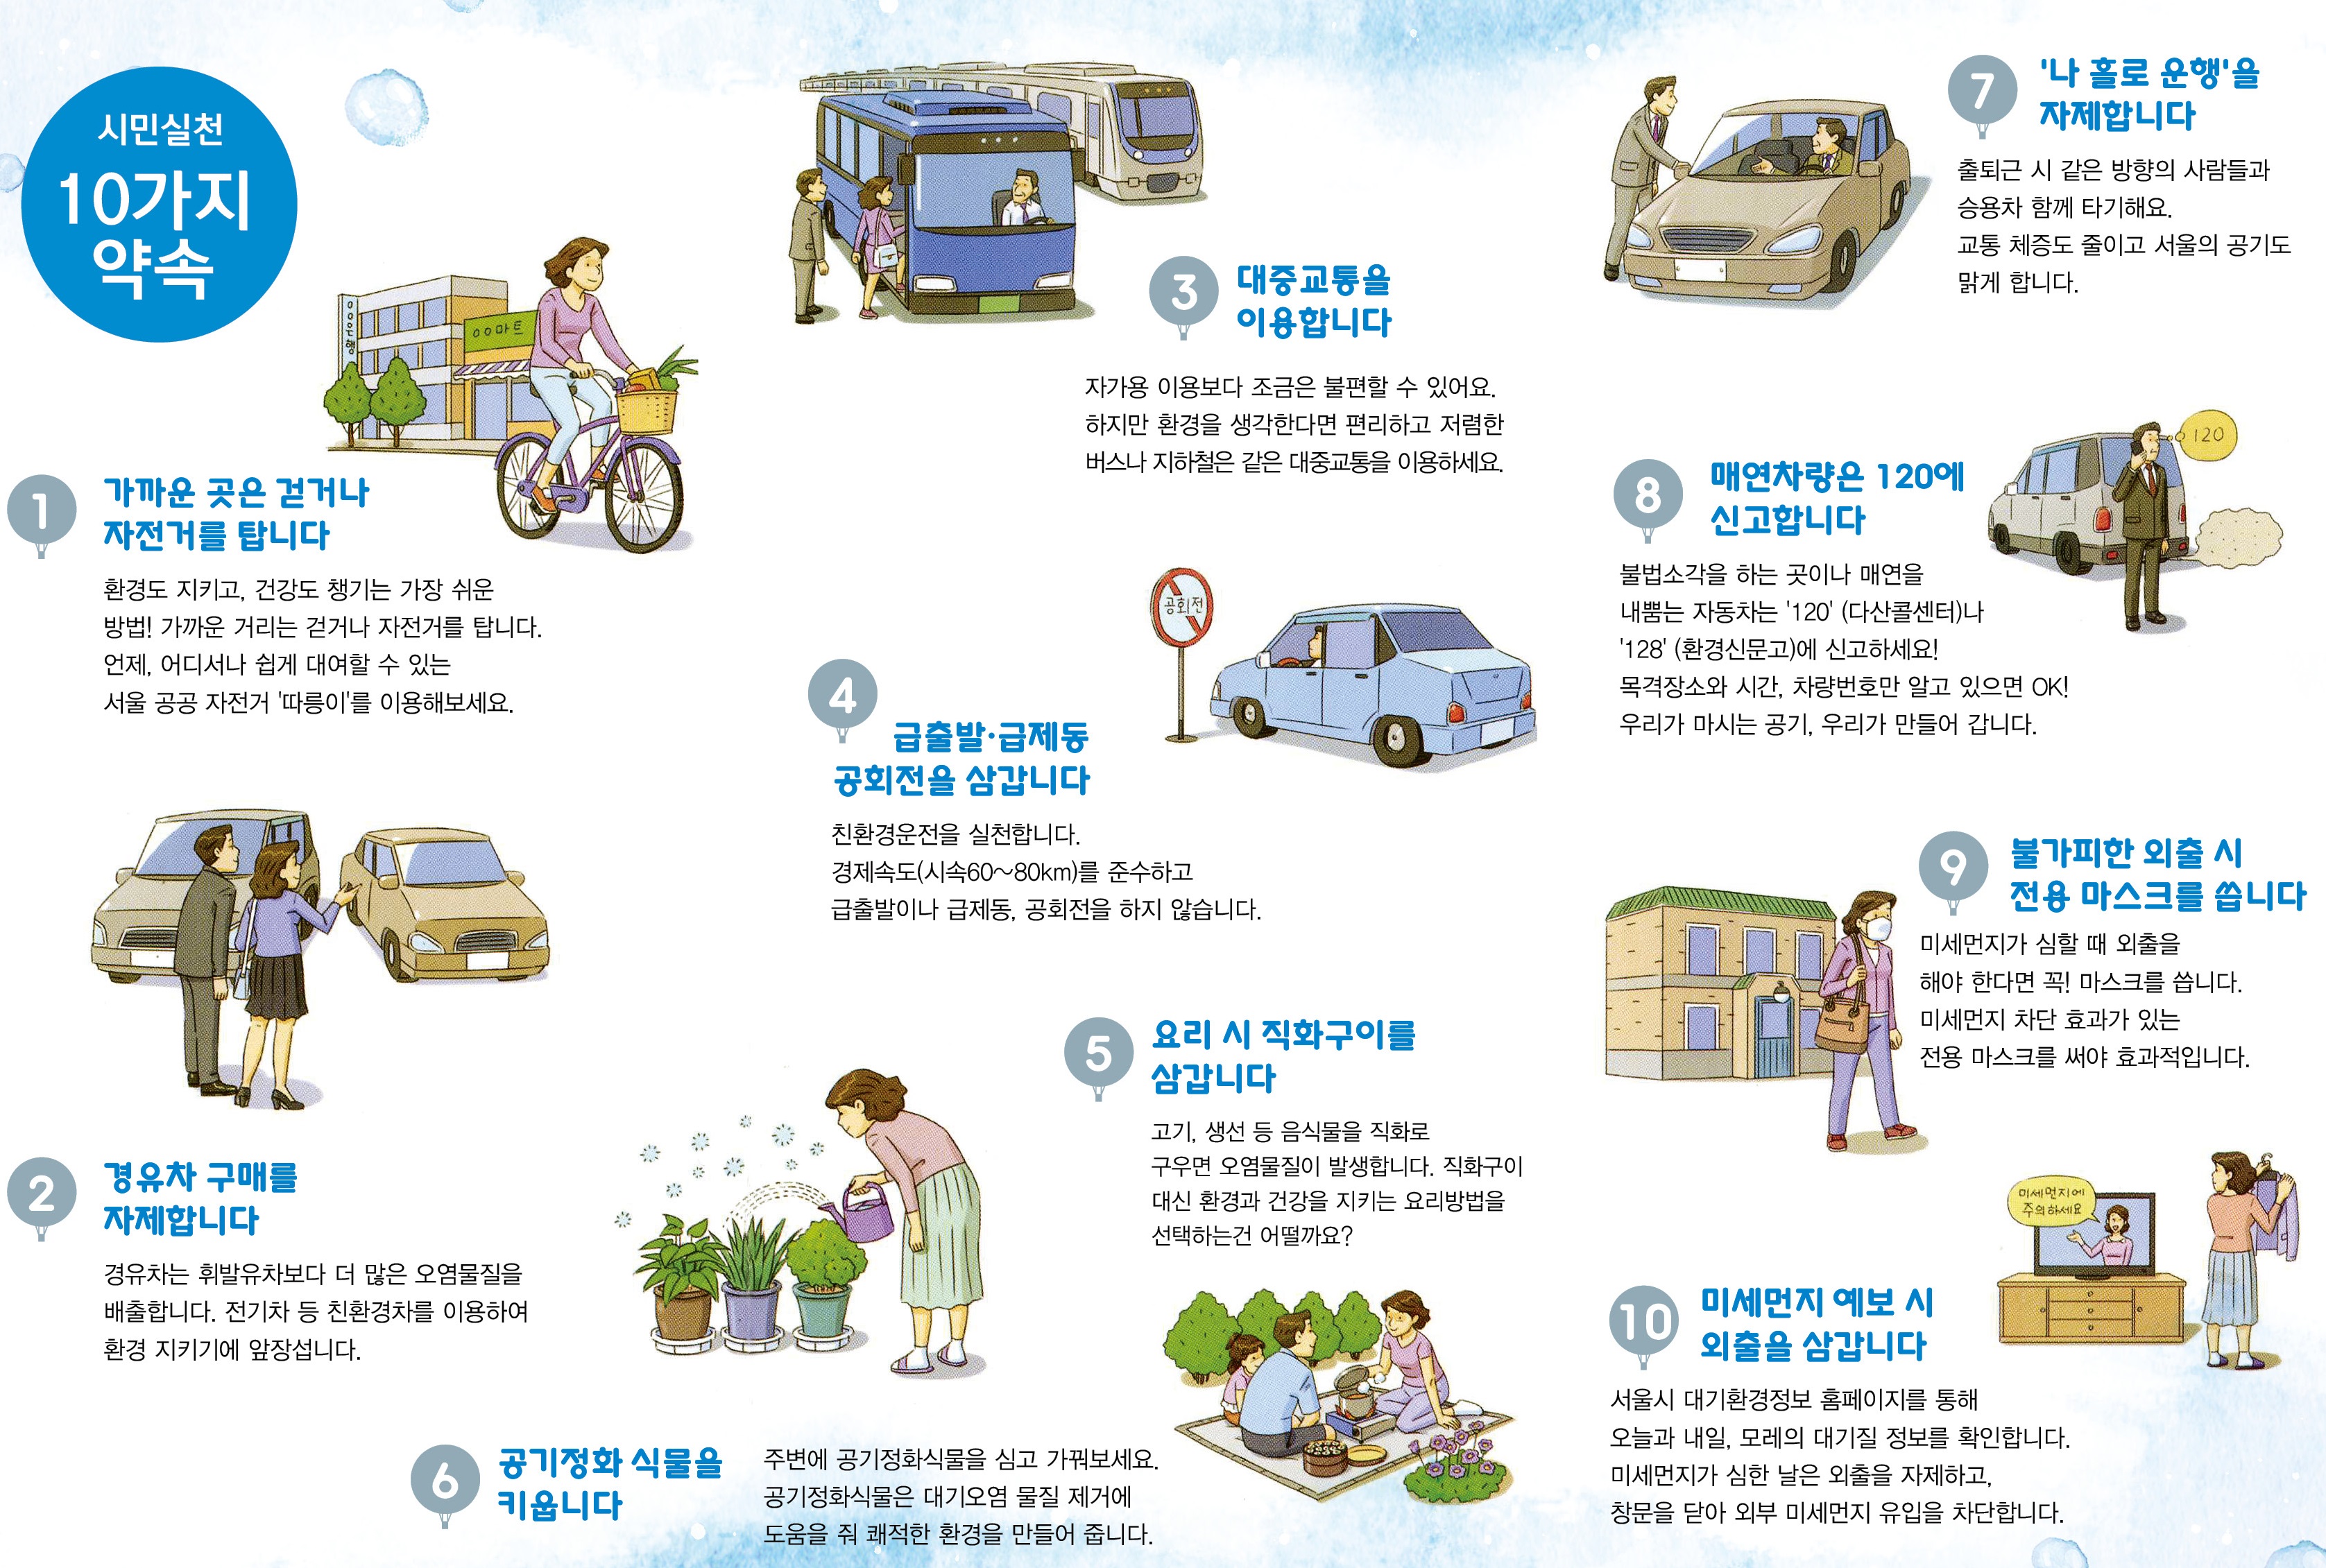 시민실천
10가지
약속
1
가까운 곳은 걷거나
자전거를 탑니다
환경도 지키고, 건강도 챙기는 가장 쉬운
방법! 가까운 거리는 걷거나 자전거를 탑니다.
언제, 어디서나 쉽게 대여할 수 있는
서울 공공 자전거 '따릉이'를 이용해보세요.
OO은행
OO마트
2
경유차 구매를
자제합니다
경유차는 휘발유차보다 더 많은 오염물질을
배출합니다. 전기차 등 친환경차를 이용하여
환경 지키기에 앞장섭니다.
3
대중교통을
이용합니다
자가용 이용보다 조금은 불편할 수 있어요.
하지만 환경을 생각한다면 편리하고 저렴한
버스나 지하철은 같은 대중교통을 이용하세요.
4
급출발·급제동
공회전을 삼갑니다
친환경운전을 실천합니다.
경제속도(시속60～80km)를 준수하고
급출발이나 급제동, 공회전을 하지 않습니다.
공회전
5
요리 시 직화구이를
삼갑니다
고기, 생선 등 음식물을 직화로
구우면 오염물질이 발생합니다. 직화구이
대신 환경과 건강을 지키는 요리방법을
선택하는건 어떨까요?
6
공기정화 식물을
키웁니다
주변에 공기정화식물을 심고 가꿔보세요.
공기정화식물은 대기오염 물질 제거에
도움을 줘 쾌적한 환경을 만들어 줍니다.
7
'나 홀로 운행'을
자제합니다
출퇴근 시 같은 방향의 사람들과
승용차 함께 타기해요.
교통 체증도 줄이고 서울의 공기도
맑게 합니다.
8
매연차량은 120에
신고합니다
불법소각을 하는 곳이나 매연을
내뿜는 자동차는 '120' (다산콜센터)나
'128' (환경신문고)에 신고하세요!
목격장소와 시간, 차량번호만 알고 있으면 OK!
우리가 마시는 공기, 우리가 만들어 갑니다.
120
9
불가피한 외출 시
전용 마스크를 씁니다
미세먼지가 심할 때 외출을
해야 한다면 꼭! 마스크를 씁니다.
미세먼지 차단 효과가 있는
전용 마스크를 써야 효과적입니다.
10
미세먼지 예보 시
외출을 삼갑니다
서울시 대기환경정보 홈페이지를 통해
오늘과 내일, 모레의 대기질 정보를 확인합니다.
미세먼지가 심한 날은 외출을 자제하고,
창문을 닫아 외부 미세먼지 유입을 차단합니다.
미세먼지에
주의하세요